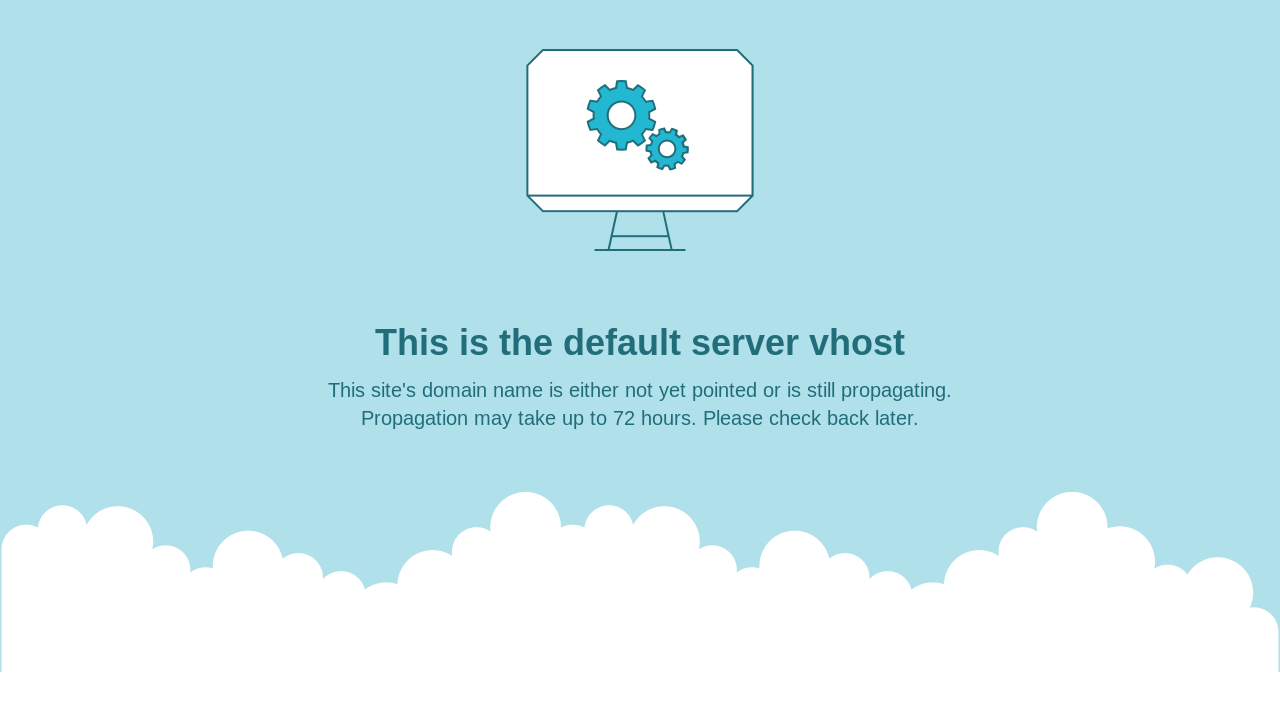 This is the default server vhost
This site's domain name is either not yet pointed or is still propagating.
Propagation may take up to 72 hours. Please check back later.